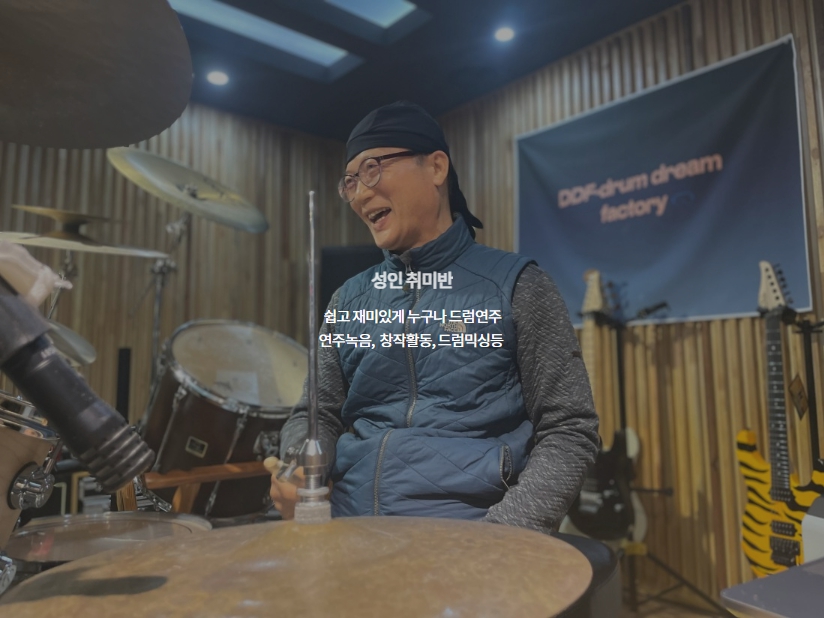 DDF-drum dream
factory
성인 취미반
쉽고 재미있게 누구나 드럼연주
연주녹음, 창작활동, 드럼믹싱등